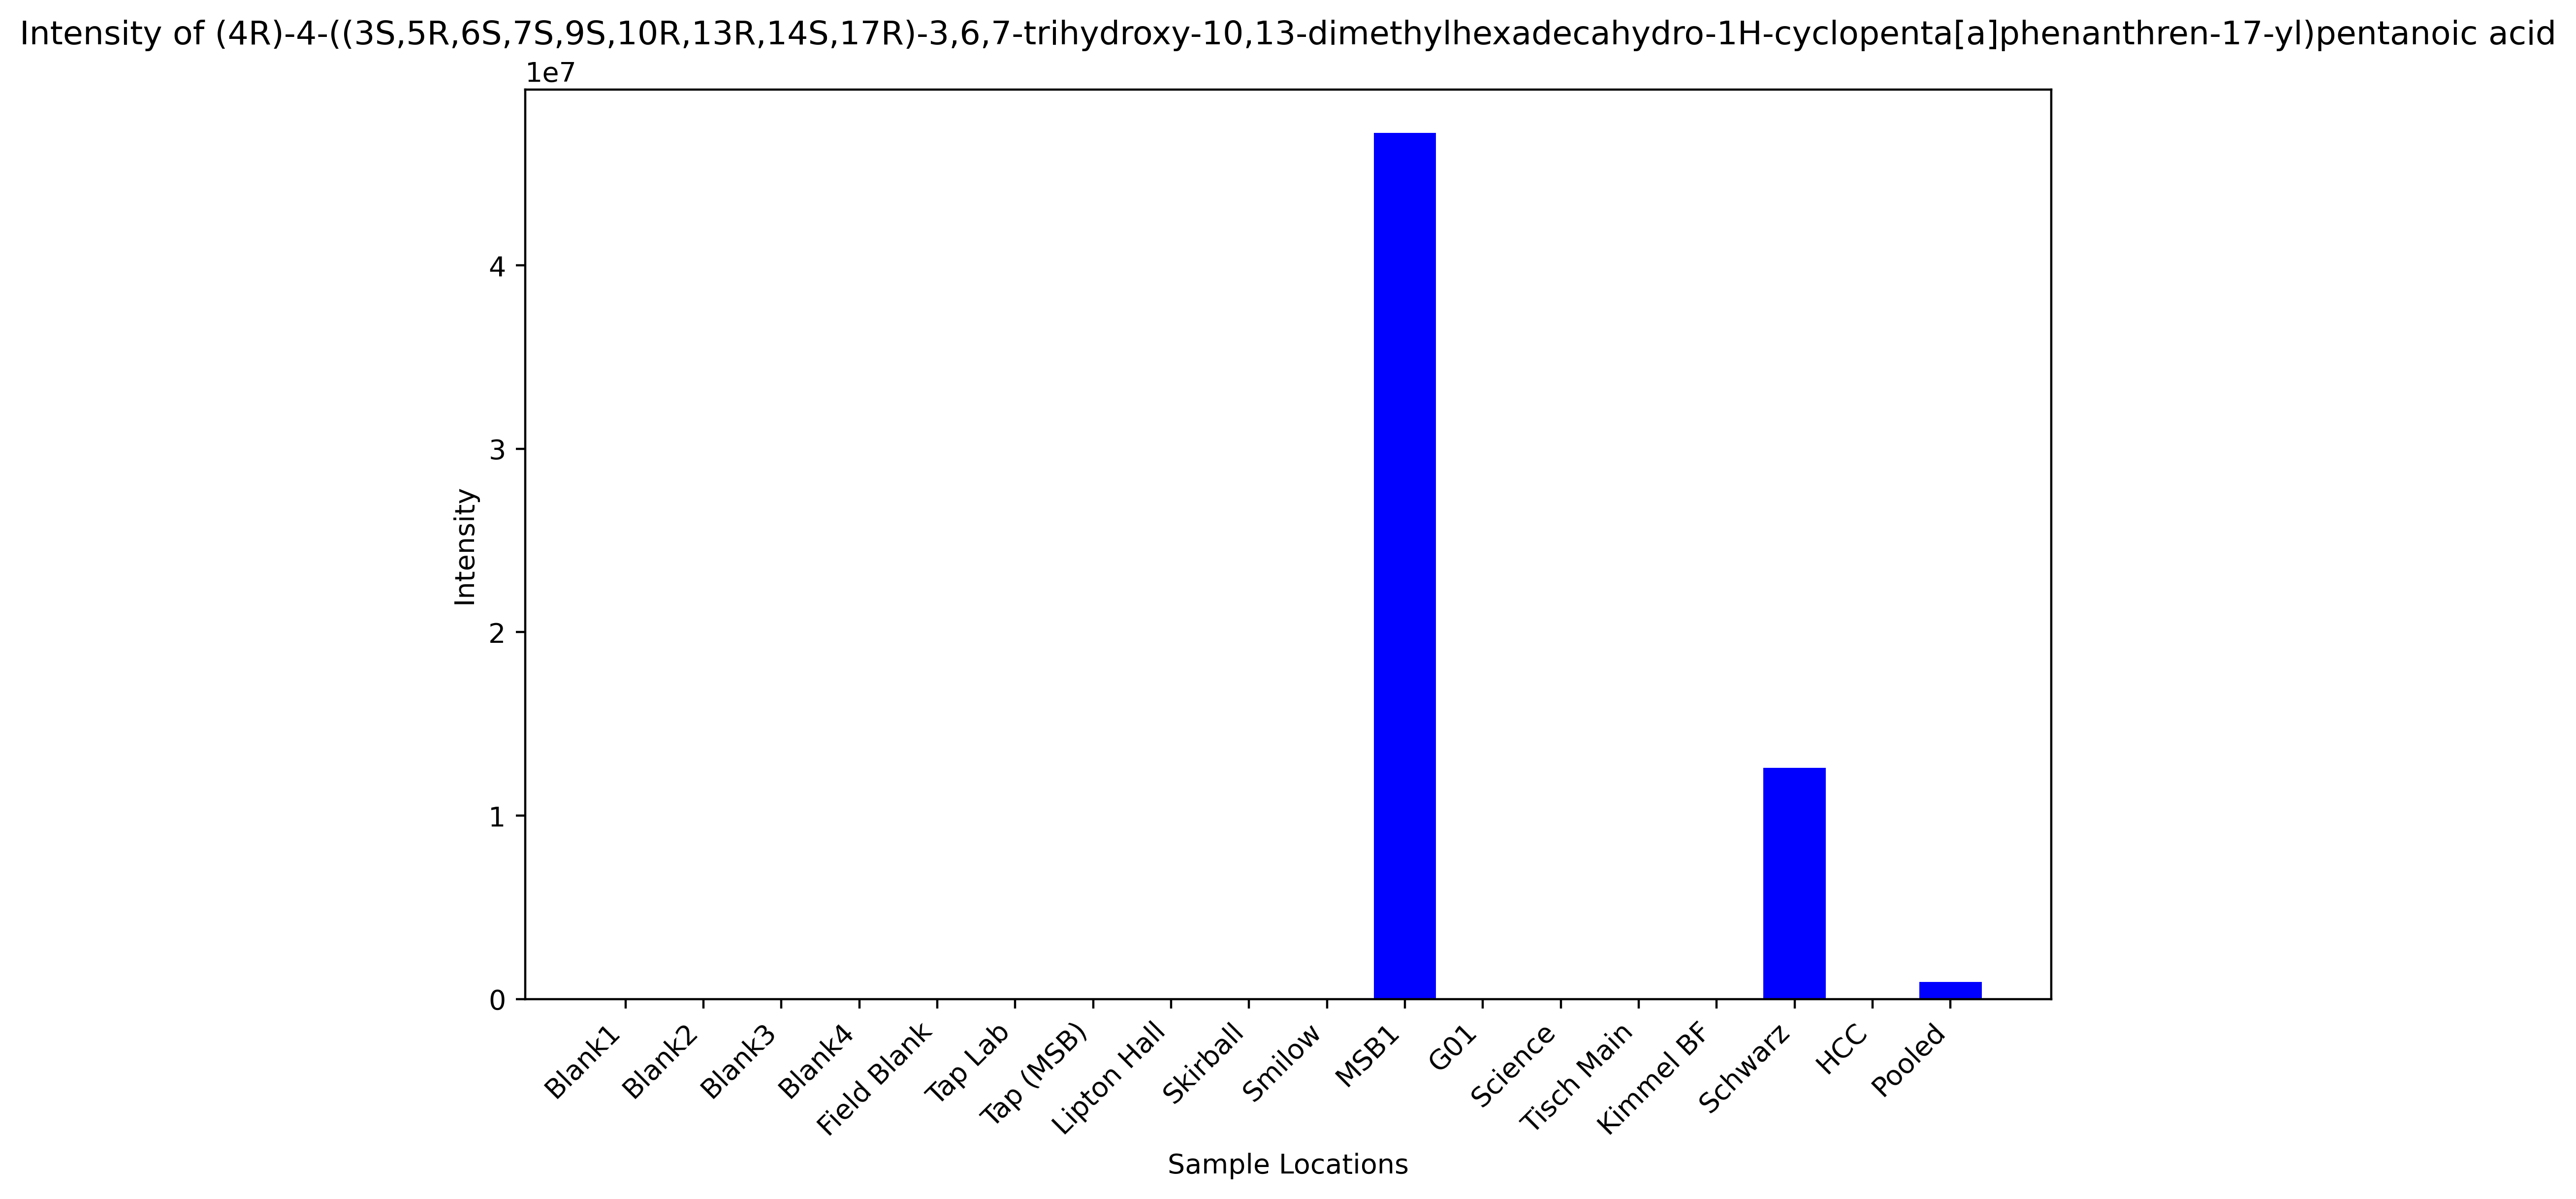 Intensity of (4R)-4-((3S,5R,6S,7S,9S,10R,13R,14S,17R)-3,6,7-trihydroxy-10,13-dimethylhexadecahydro-1H-cyclopenta[a]phenanthren-17-yl)pentanoic acid
1e7
4
3
2
1
0
Intensity
Blank1
Blank2
Blank3
Blank4
Field Blank
Tap Lab
Tap (MSB)
Lipton Hall
Skirball
Smilow
MSB1
G01
Science
Tisch Main
Kimmel BF
Schwarz
HCC
Pooled
Sample Locations